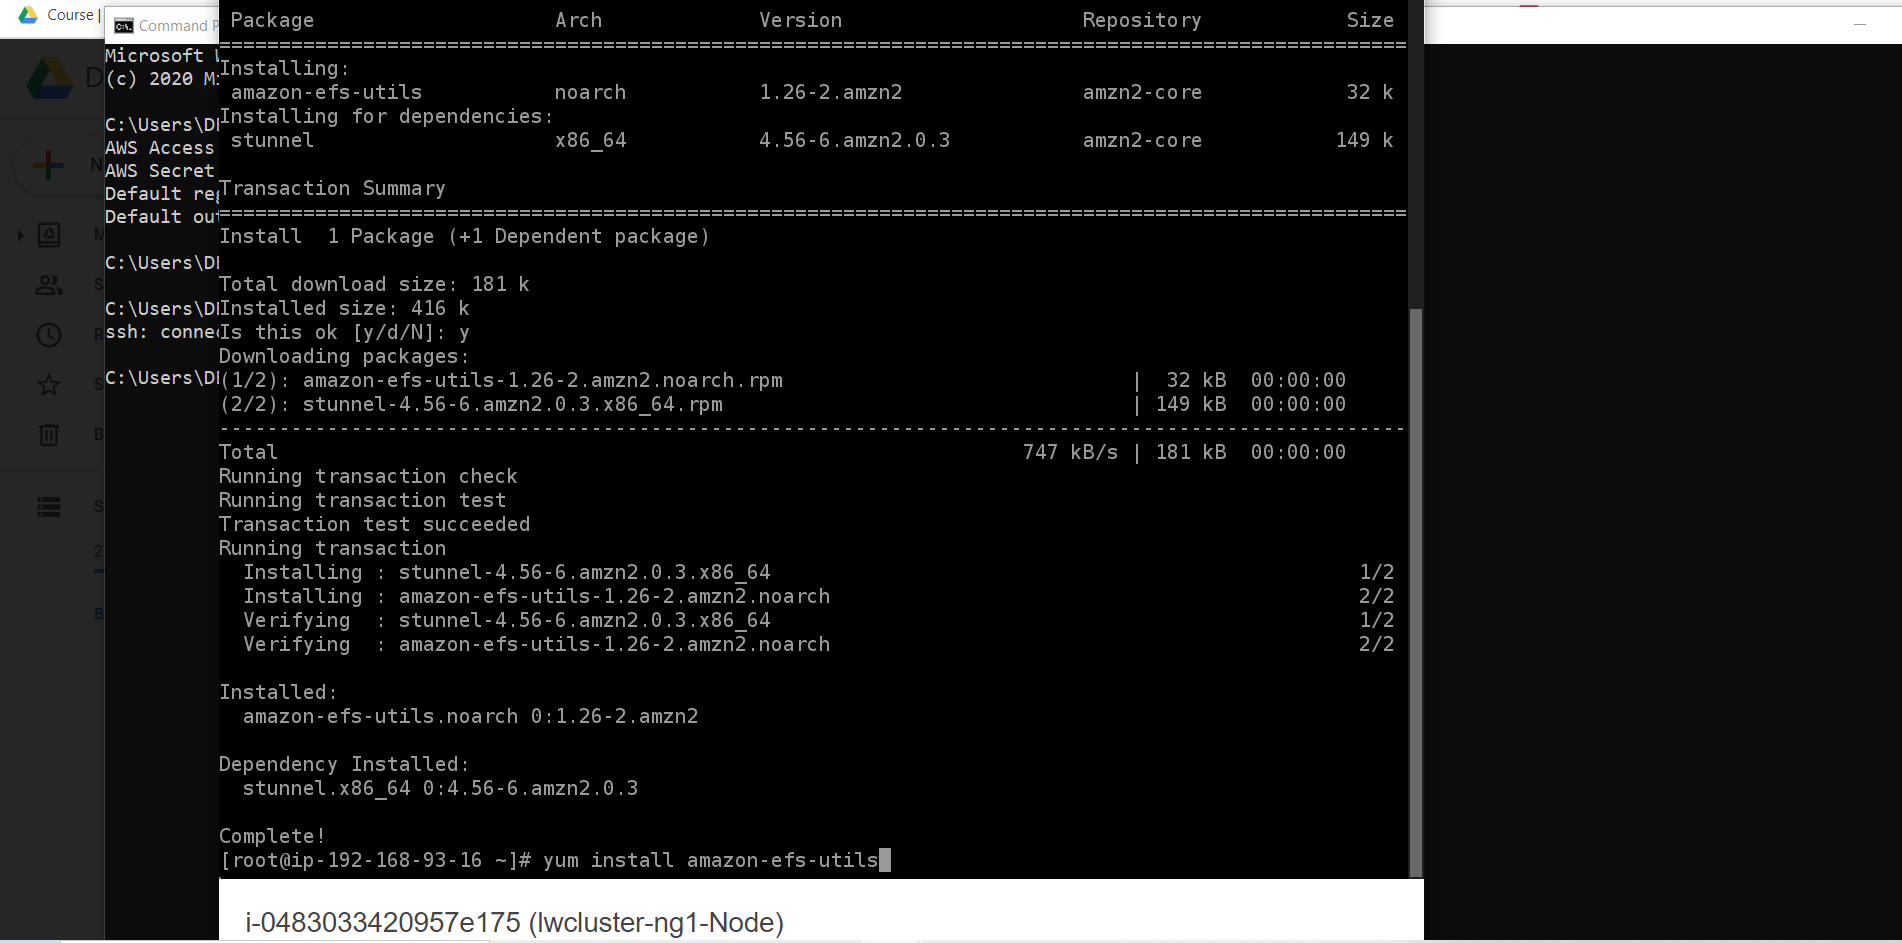 Course |
Command P
Microsoft W
(c) 2020 Mi
C:\Users\DE
AWS Access
AWS Secret
Default reg
Default out
C:\Users\DE
C:\Users\DE
ssh: connec
C:\Users\DE
Package Arch Version Repository Size
================================================================================
Installing:
amazon-efs-utils noarch 1.26-2.amzn2 amzn2-core 32 k
Installing for dependencies:
stunnel x86_64 4.56-6.amzn2.0.3 amzn2-core 149 k
Transaction Summary
================================================================================
Install 1 Package (+1 Dependent package)
Total download size: 181 k
Installed size: 416 k
Is this ok [y/d/N]: y
Downloading packages:
(1/2): amazon-efs-utils-1.26-2.amzn2.noarch.rpm | 32 kB 00:00:00
(2/2): stunnel-4.56-6.amzn2.0.3.x86_64.rpm | 149 kB 00:00:00
--------------------------------------------------------------------------------
Total 747 kB/s | 181 kB 00:00:00
Running transaction check
Running transaction test
Transaction test succeeded
Running transaction
Installing : stunnel-4.56-6.amzn2.0.3.x86_64 1/2
Installing : amazon-efs-utils-1.26-2.amzn2.noarch 2/2
Verifying : stunnel-4.56-6.amzn2.0.3.x86_64 1/2
Verifying : amazon-efs-utils-1.26-2.amzn2.noarch 2/2
Installed:
amazon-efs-utils.noarch 0:1.26-2.amzn2
Dependency Installed:
stunnel.x86_64 0:4.56-6.amzn2.0.3
Complete!
[root@ip-192-168-93-16 ~]# yum install amazon-efs-utils
i-0483033420957e175 (lwcluster-ng1-Node)